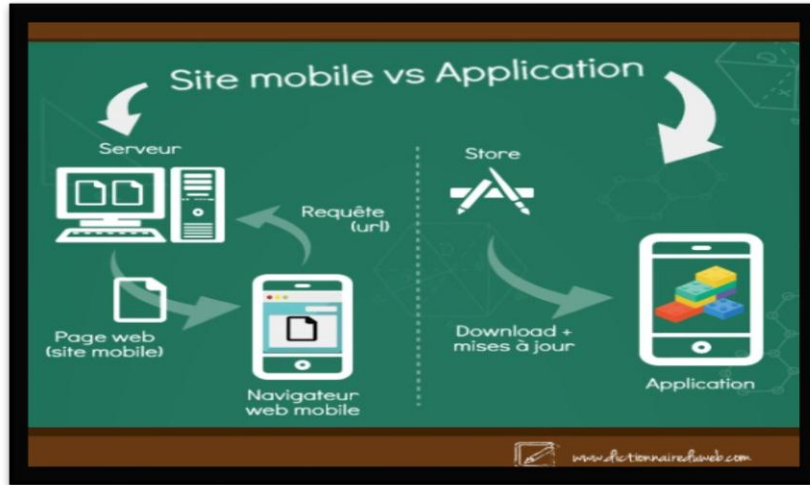 Site mobile vs Application
Serveur
Requête
(url)
Page web
(site mobile)
Navigateur
web mobile
Store
Download +
mises à jour
Application
www.dictionnaireduweb.com